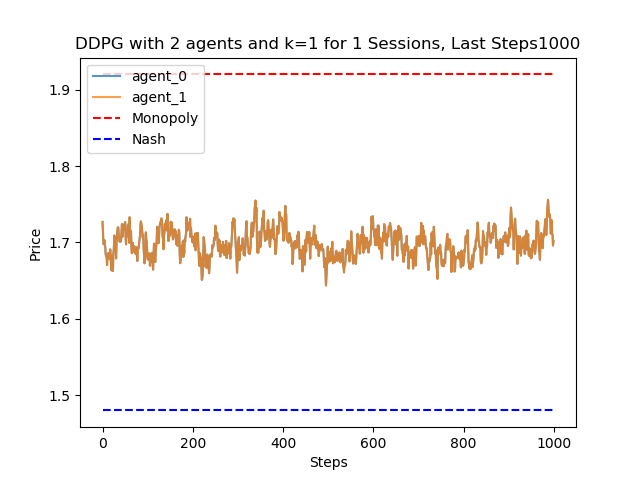 DDPG with 2 agents and k=1 for 1 Sessions, Last Steps1000
agent_0
agent_1
Monopoly
Nash
1.9
1.8
1.7
1.6
1.5
Price
0
200
400
600
800
1000
Steps